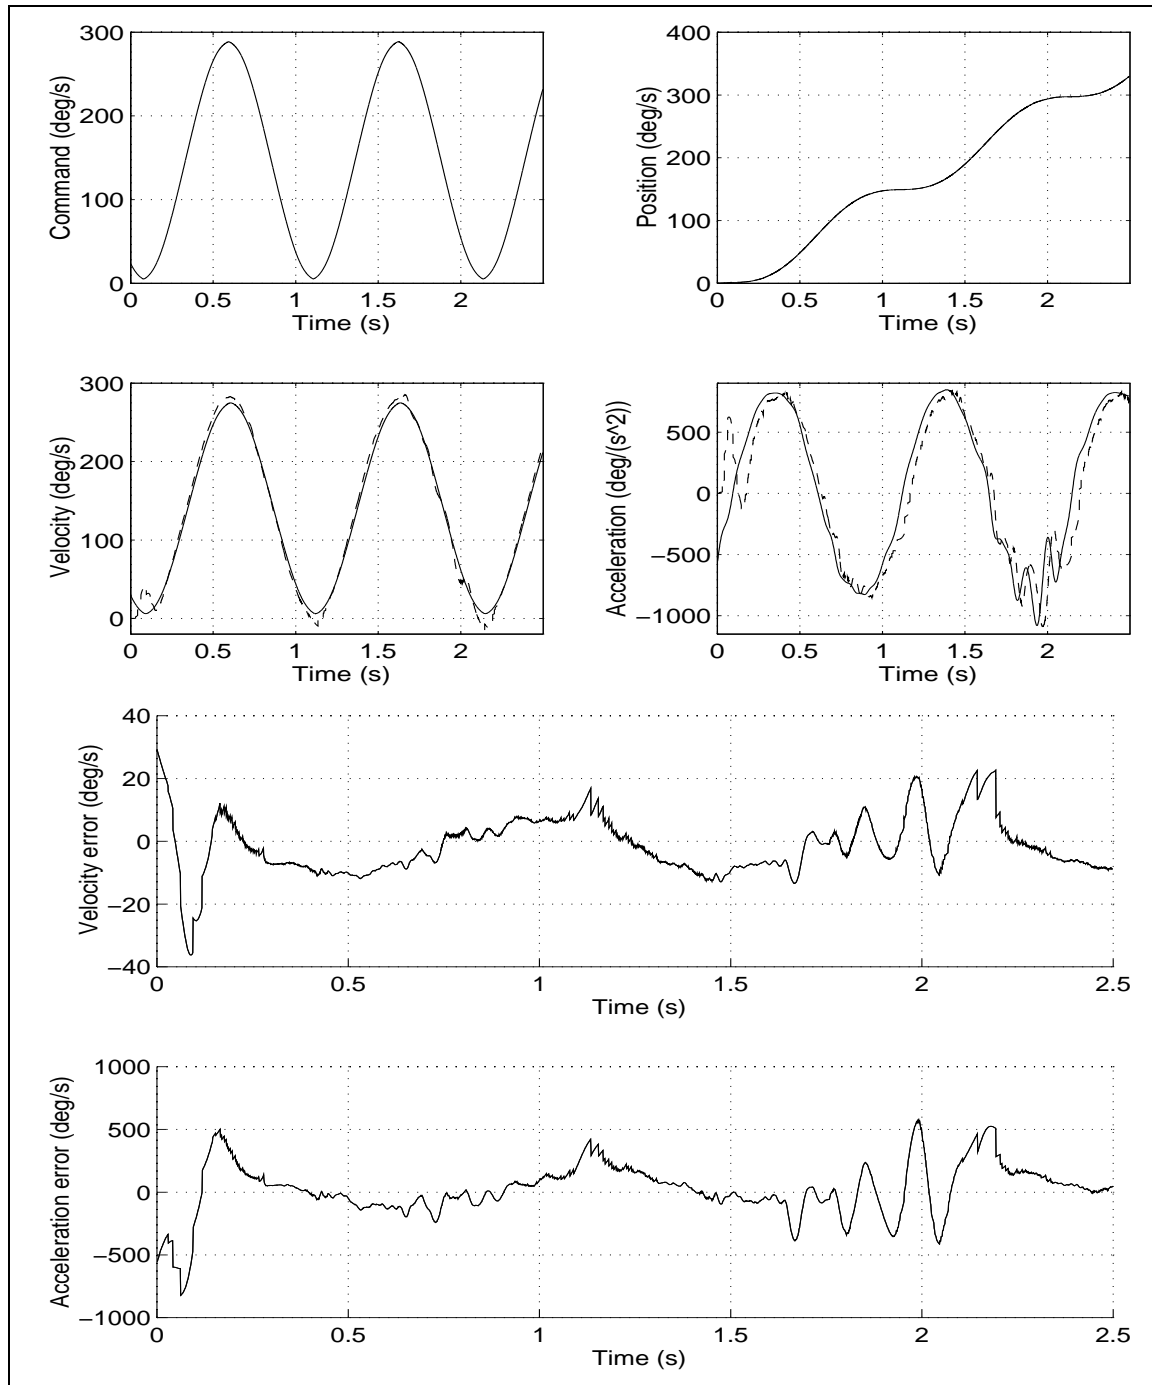 300
200
100
0
Command (deg/s)
0 0.5 1 1.5 2
Time (s)
400
300
200
100
0
Position (deg/s)
0 0.5 1 1.5 2
Time (s)
300
200
100
0
Velocity (deg/s)
0 0.5 1 1.5 2
Time (s)
500
0
−500
−1000
Acceleration (deg/(s^2))
0 0.5 1 1.5 2
Time (s)
40
20
0
−20
−40
Velocity error (deg/s)
0 0.5 1 1.5 2 2.5
Time (s)
1000
500
0
−500
−1000
Acceleration error (deg/s)
0 0.5 1 1.5 2 2.5
Time (s)